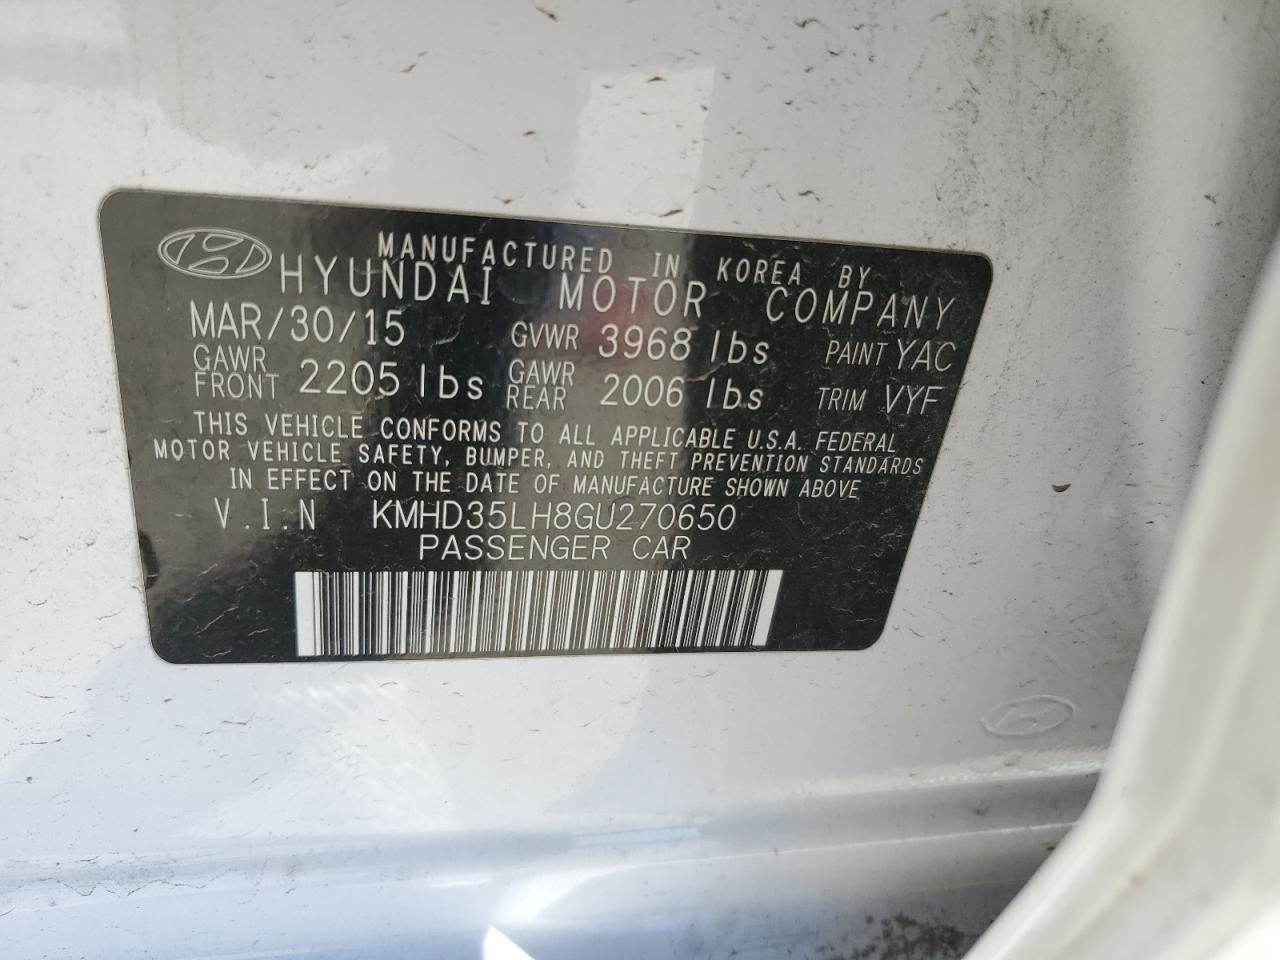 MANUFACTURED IN KOREA BY
HYUNDAI MOTOR COMPANY
MAR/30/15 GVWR 3968 lbs PAINT YAC
GAWR FRONT 2205 lbs GAWR REAR 2006 lbs TRIM VYF
THIS VEHICLE CONFORMS TO ALL APPLICABLE U.S.A. FEDERAL
MOTOR VEHICLE SAFETY, BUMPER, AND THEFT PREVENTION STANDARDS
IN EFFECT ON THE DATE OF MANUFACTURE SHOWN ABOVE
V.I.N KMHD35LH8GU270650
PASSENGER CAR